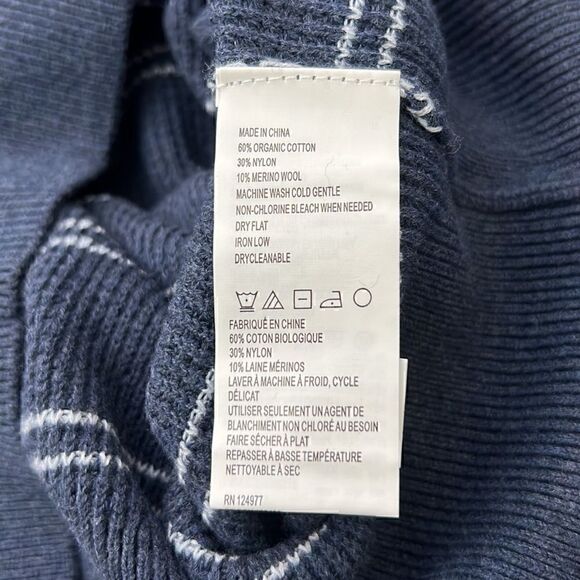 MADE IN CHINA
60% ORGANIC COTTON
30% NYLON
10% MERINO WOOL
MACHINE WASH COLD GENTLE
NON-CHLORINE BLEACH WHEN NEEDED
DRY FLAT
IRON LOW
DRYCLEANABLE
FABRIQUÉ EN CHINE
60% COTON BIOLOGIQUE
30% NYLON
10% LAINE MÉRINOS
LAVER À MACHINE À FROID, CYCLE
DÉLICAT
UTILISER SEULEMENT UN AGENT DE
BLANCHIMENT NON CHLORÉ AU BESOIN
FAIRE SÉCHER À PLAT
REPASSER À BASSE TEMPÉRATURE
NETTOYABLE À SEC
RN 124977